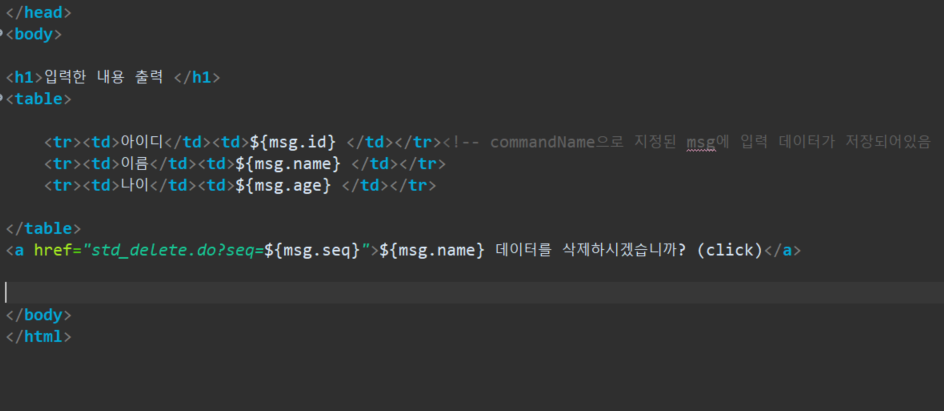 </head>
<body>
<h1>입력한 내용 출력 </h1>
<table>
<tr><td>아이디</td><td>${msg.id} </td></tr><!-- commandName으로 지정된 msg에 입력 데이터가 저장되어있음
<tr><td>이름</td><td>${msg.name} </td></tr>
<tr><td>나이</td><td>${msg.age} </td></tr>
</table>
<a href="std_delete.do?seq=${msg.seq}">${msg.name} 데이터를 삭제하시겠습니까? (click)</a>
</body>
</html>